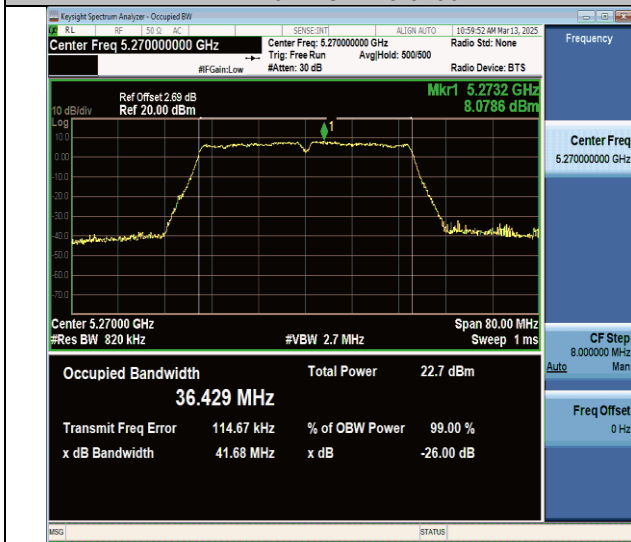 Keysight Spectrum Analyzer - Occupied BW
RL RF 50 Ω AC SENSE:INT ALIGN AUTO 10:59:52 AM Mar 13, 2025
Center Freq 5.270000000 GHz
Center Freq: 5.270000000 GHz
Radio Std: None
Trig: Free Run Avg|Hold: 500/500
#IFGain:Low
#Atten: 30 dB
Radio Device: BTS
Frequency
Mkr1 5.2732 GHz
8.0786 dBm
Ref Offset 2.69 dB
10 dB/div Ref 20.00 dBm
Log
10.0
0.00
-10.0
-20.0
-30.0
-40.0
-50.0
-60.0
-70.0
1
Center 5.27000 GHz
Span 80.00 MHz
#Res BW 820 kHz
#VBW 2.7 MHz
Sweep 1 ms
Occupied Bandwidth
36.429 MHz
Total Power 22.7 dBm
Transmit Freq Error 114.67 kHz
% of OBW Power 99.00 %
x dB Bandwidth 41.68 MHz
x dB -26.00 dB
Center Freq
5.270000000 GHz
CF Step
8.000000 MHz
Auto Man
Freq Offset
0 Hz
MSG
STATUS